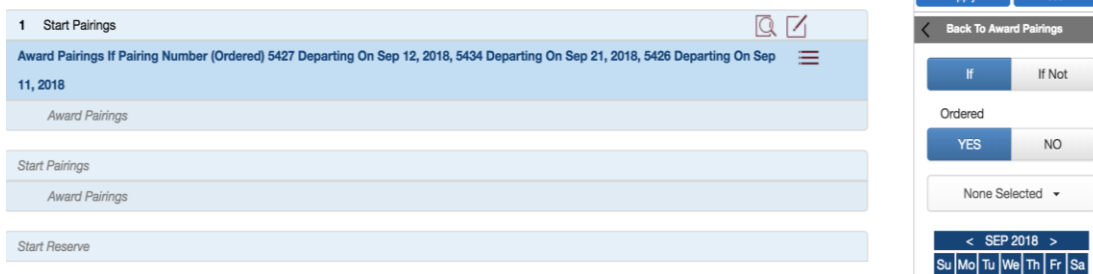 1 Start Pairings
Award Pairings If Pairing Number (Ordered) 5427 Departing On Sep 12, 2018, 5434 Departing On Sep 21, 2018, 5426 Departing On Sep
11, 2018
Award Pairings
Start Pairings
Award Pairings
Start Reserve
Back To Award Pairings
If If Not
Ordered
YES NO
None Selected
< SEP 2018 >
Su Mo Tu We Th Fr Sa